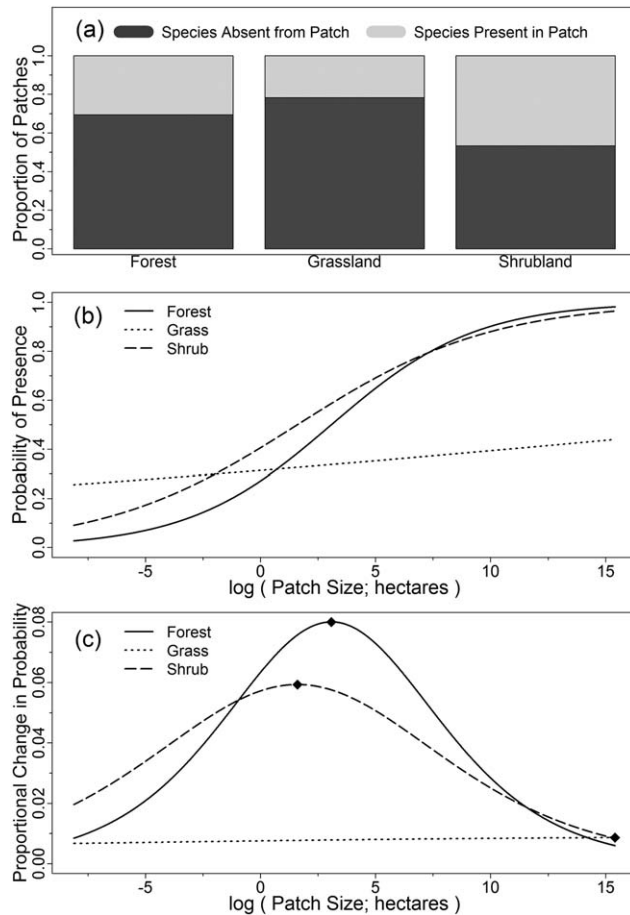 (a) Species Absent from Patch Species Present in Patch
Proportion of Patches
1.0
0.8
0.6
0.4
0.2
0.0
Forest Grassland Shrubland
(b) Forest
Grass
Shrub
Probability of Presence
1.0
0.8
0.6
0.4
0.2
0.0
-5 0 5 10 15
log ( Patch Size; hectares )
(c) Forest
Grass
Shrub
Proportional Change in Probability
0.08
0.06
0.04
0.02
0.00
-5 0 5 10 15
log ( Patch Size; hectares )